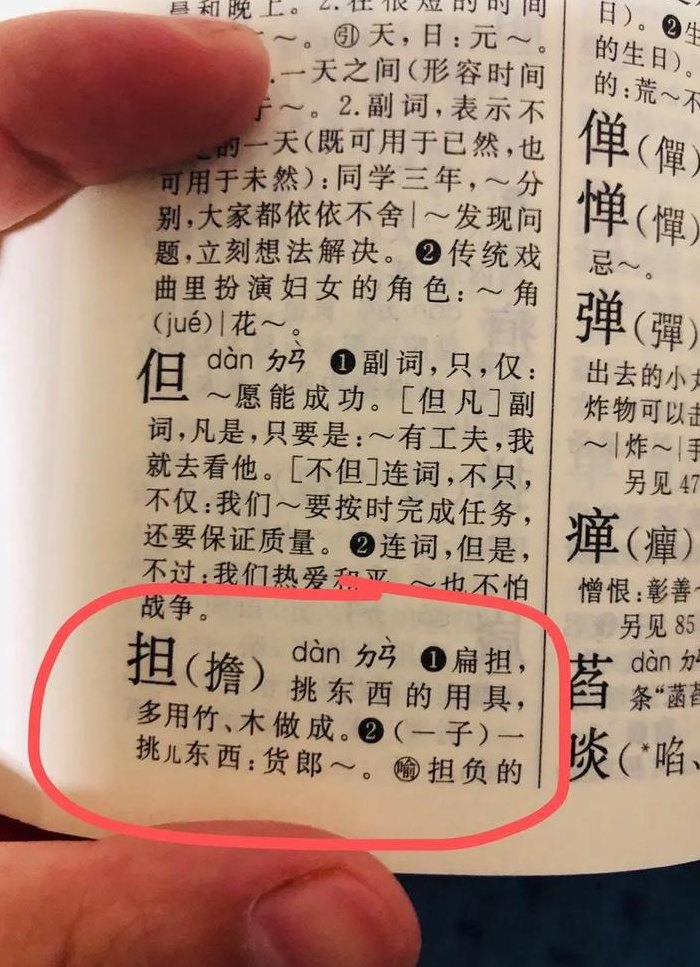 晨和晚上。2.在很短的时间
～。㊇天,日:元～。
一天之间(形容时间
于～。2.副词,表示不
的一天(既可用于已然,也
可用于未然):同学三年,～分
别,大家都依依不舍|～发现问
题,立刻想法解决。❷传统戏
曲里扮演妇女的角色:～角
(jué)|花～。
但 dàn ㄉㄢˋ ❶副词,只,仅:
～愿能成功。[但凡]副
词,凡是,只要是:～有工夫,我
就去看他。[不但]连词,不只,
不仅:我们～要按时完成任务,
还要保证质量。❷连词,但是,
不过:我们热爱和平,～也不怕
战争。
担(擔) dàn ㄉㄢˋ ❶扁担,
挑东西的用具,
多用竹、木做成。❷(－子)一
挑儿东西:货郎～。㊙担负的
日)。❷生
的生日)。
的:荒～不
僤(僤)
惮(憚)
忌～。
弹(彈)
出去的小
炸物可以击
～|炸～|手
另见 47
瘅(癉)
憎恨:彰善～
另见 85
萏 dàn
条“菡萏
啖(*啗、